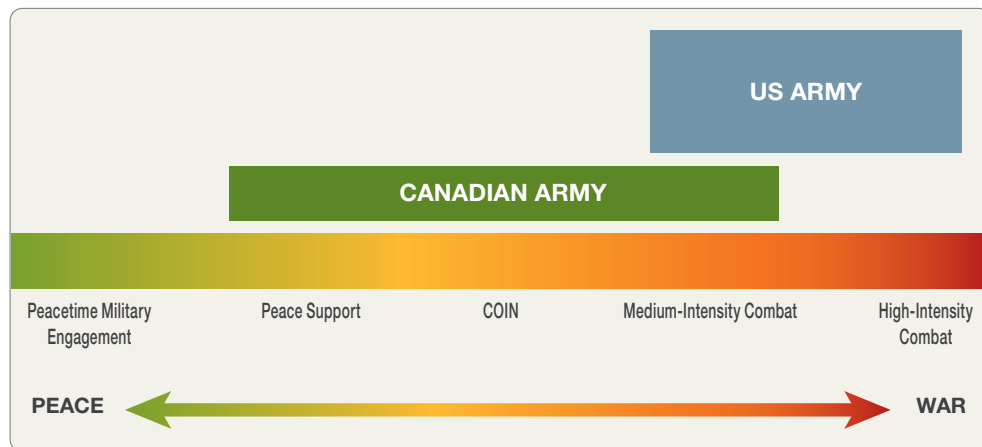 US ARMY
CANADIAN ARMY
Peacetime Military
Engagement
Peace Support
COIN
Medium-Intensity Combat
High-Intensity
Combat
PEACE
WAR